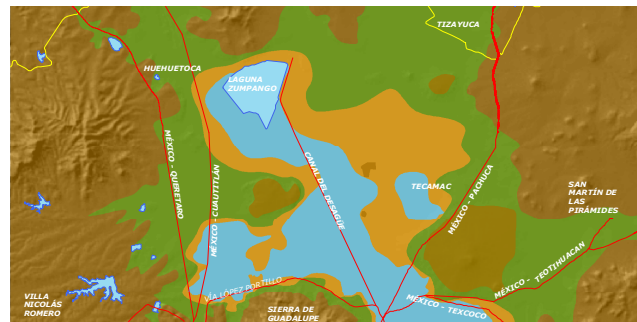 TIZAYUCA
HUEHUETOCA
LAGUNA
ZUMPANGO
MÉXICO - QUERÉTARO
MÉXICO - CUAUTITLÁN
CANAL DEL DESAGÜE
TECAMAC
MÉXICO - PACHUCA
SAN
MARTÍN DE
LAS
PIRÁMIDES
MÉXICO - TEOTIHUACAN
VÍA LÓPEZ PORTILLO
MÉXICO - TEXCOCO
VILLA
NICOLÁS
ROMERO
SIERRA DE
GUADALUPE